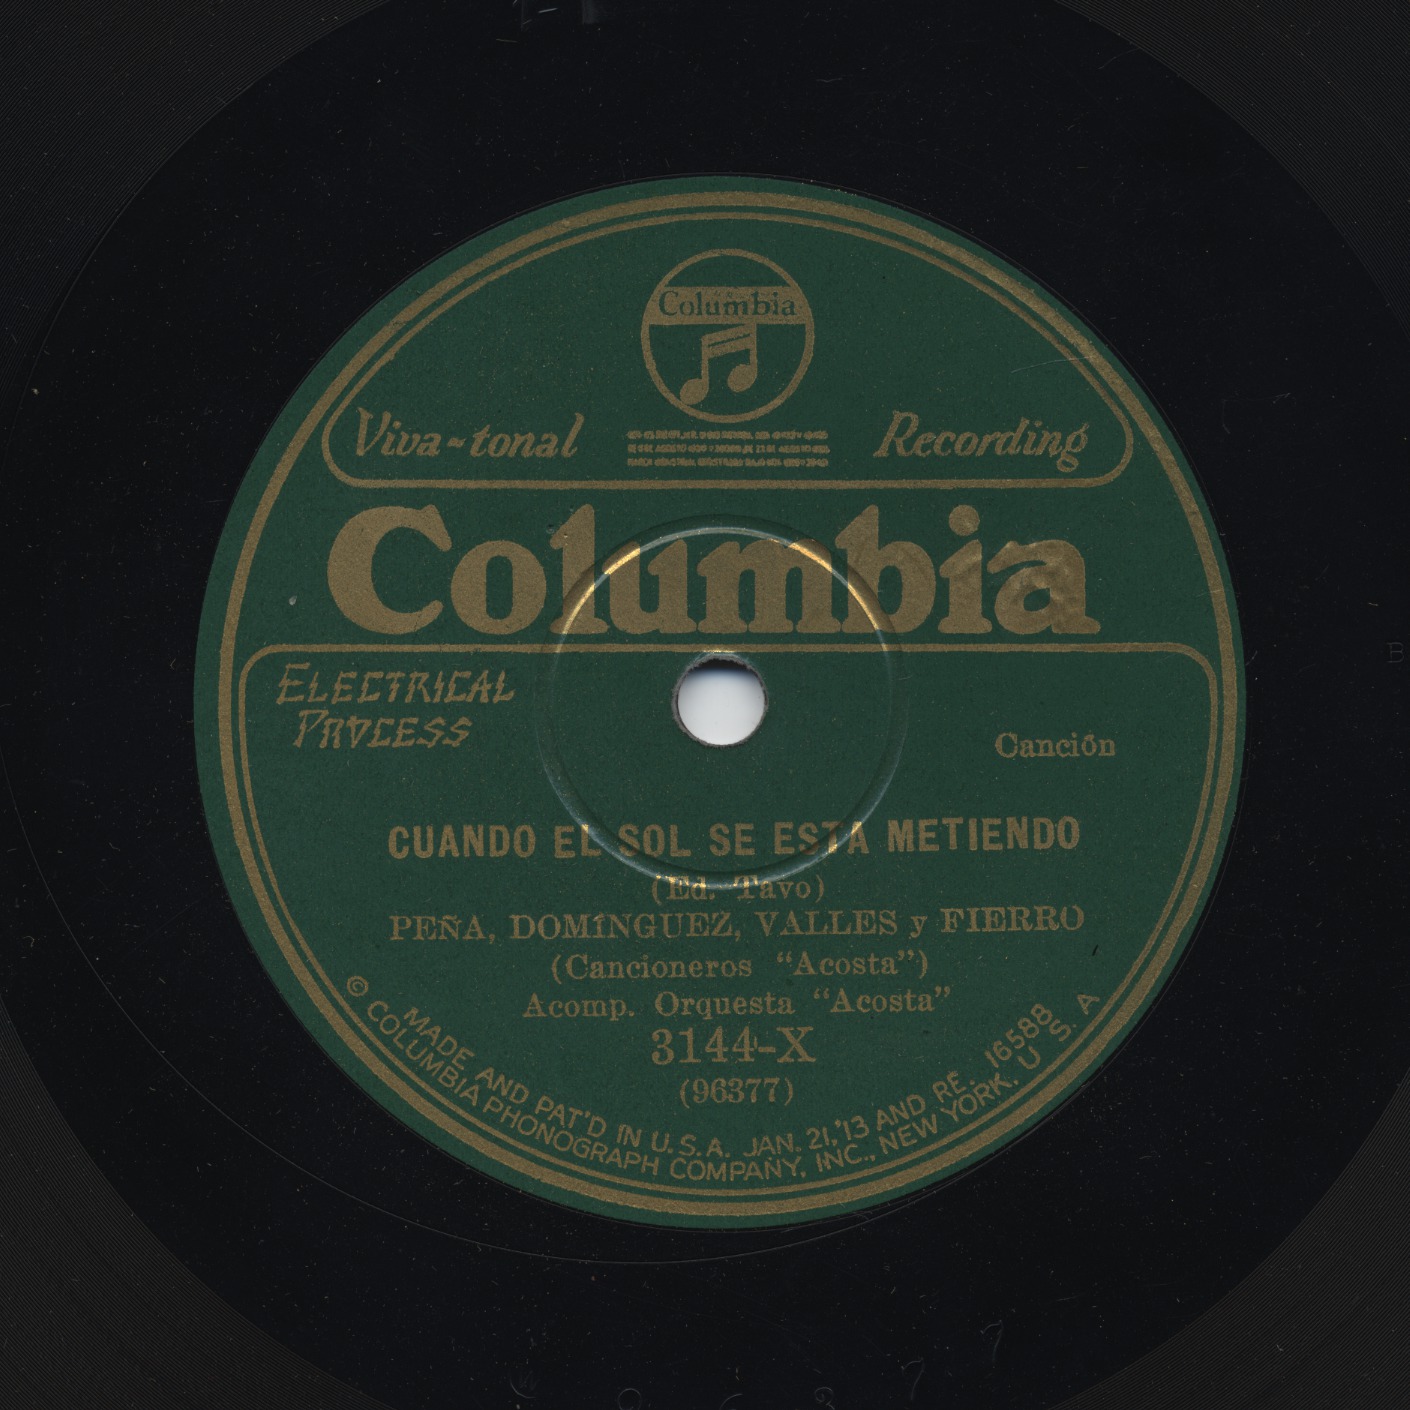 Columbia
Viva-tonal Recording
Columbia
ELECTRICAL
PROCESS
Canción
CUANDO EL SOL SE ESTA METIENDO
(Ed. Tavo)
PEÑA, DOMÍNGUEZ, VALLES y FIERRO
(Cancioneros "Acosta")
Acomp. Orquesta "Acosta"
3144-X
(96377)
MADE AND PAT'D IN U.S.A. JAN. 21,'13 AND RE. 16588
© COLUMBIA PHONOGRAPH COMPANY, INC., NEW YORK, U. S. A